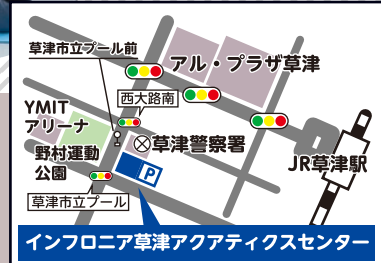 草津市立プール前
アル・プラザ草津
西大路南
YMIT
アリーナ
草津警察署
野村運動
公園
P
JR草津駅
草津市立プール
インフロニア草津アクアティクスセンター